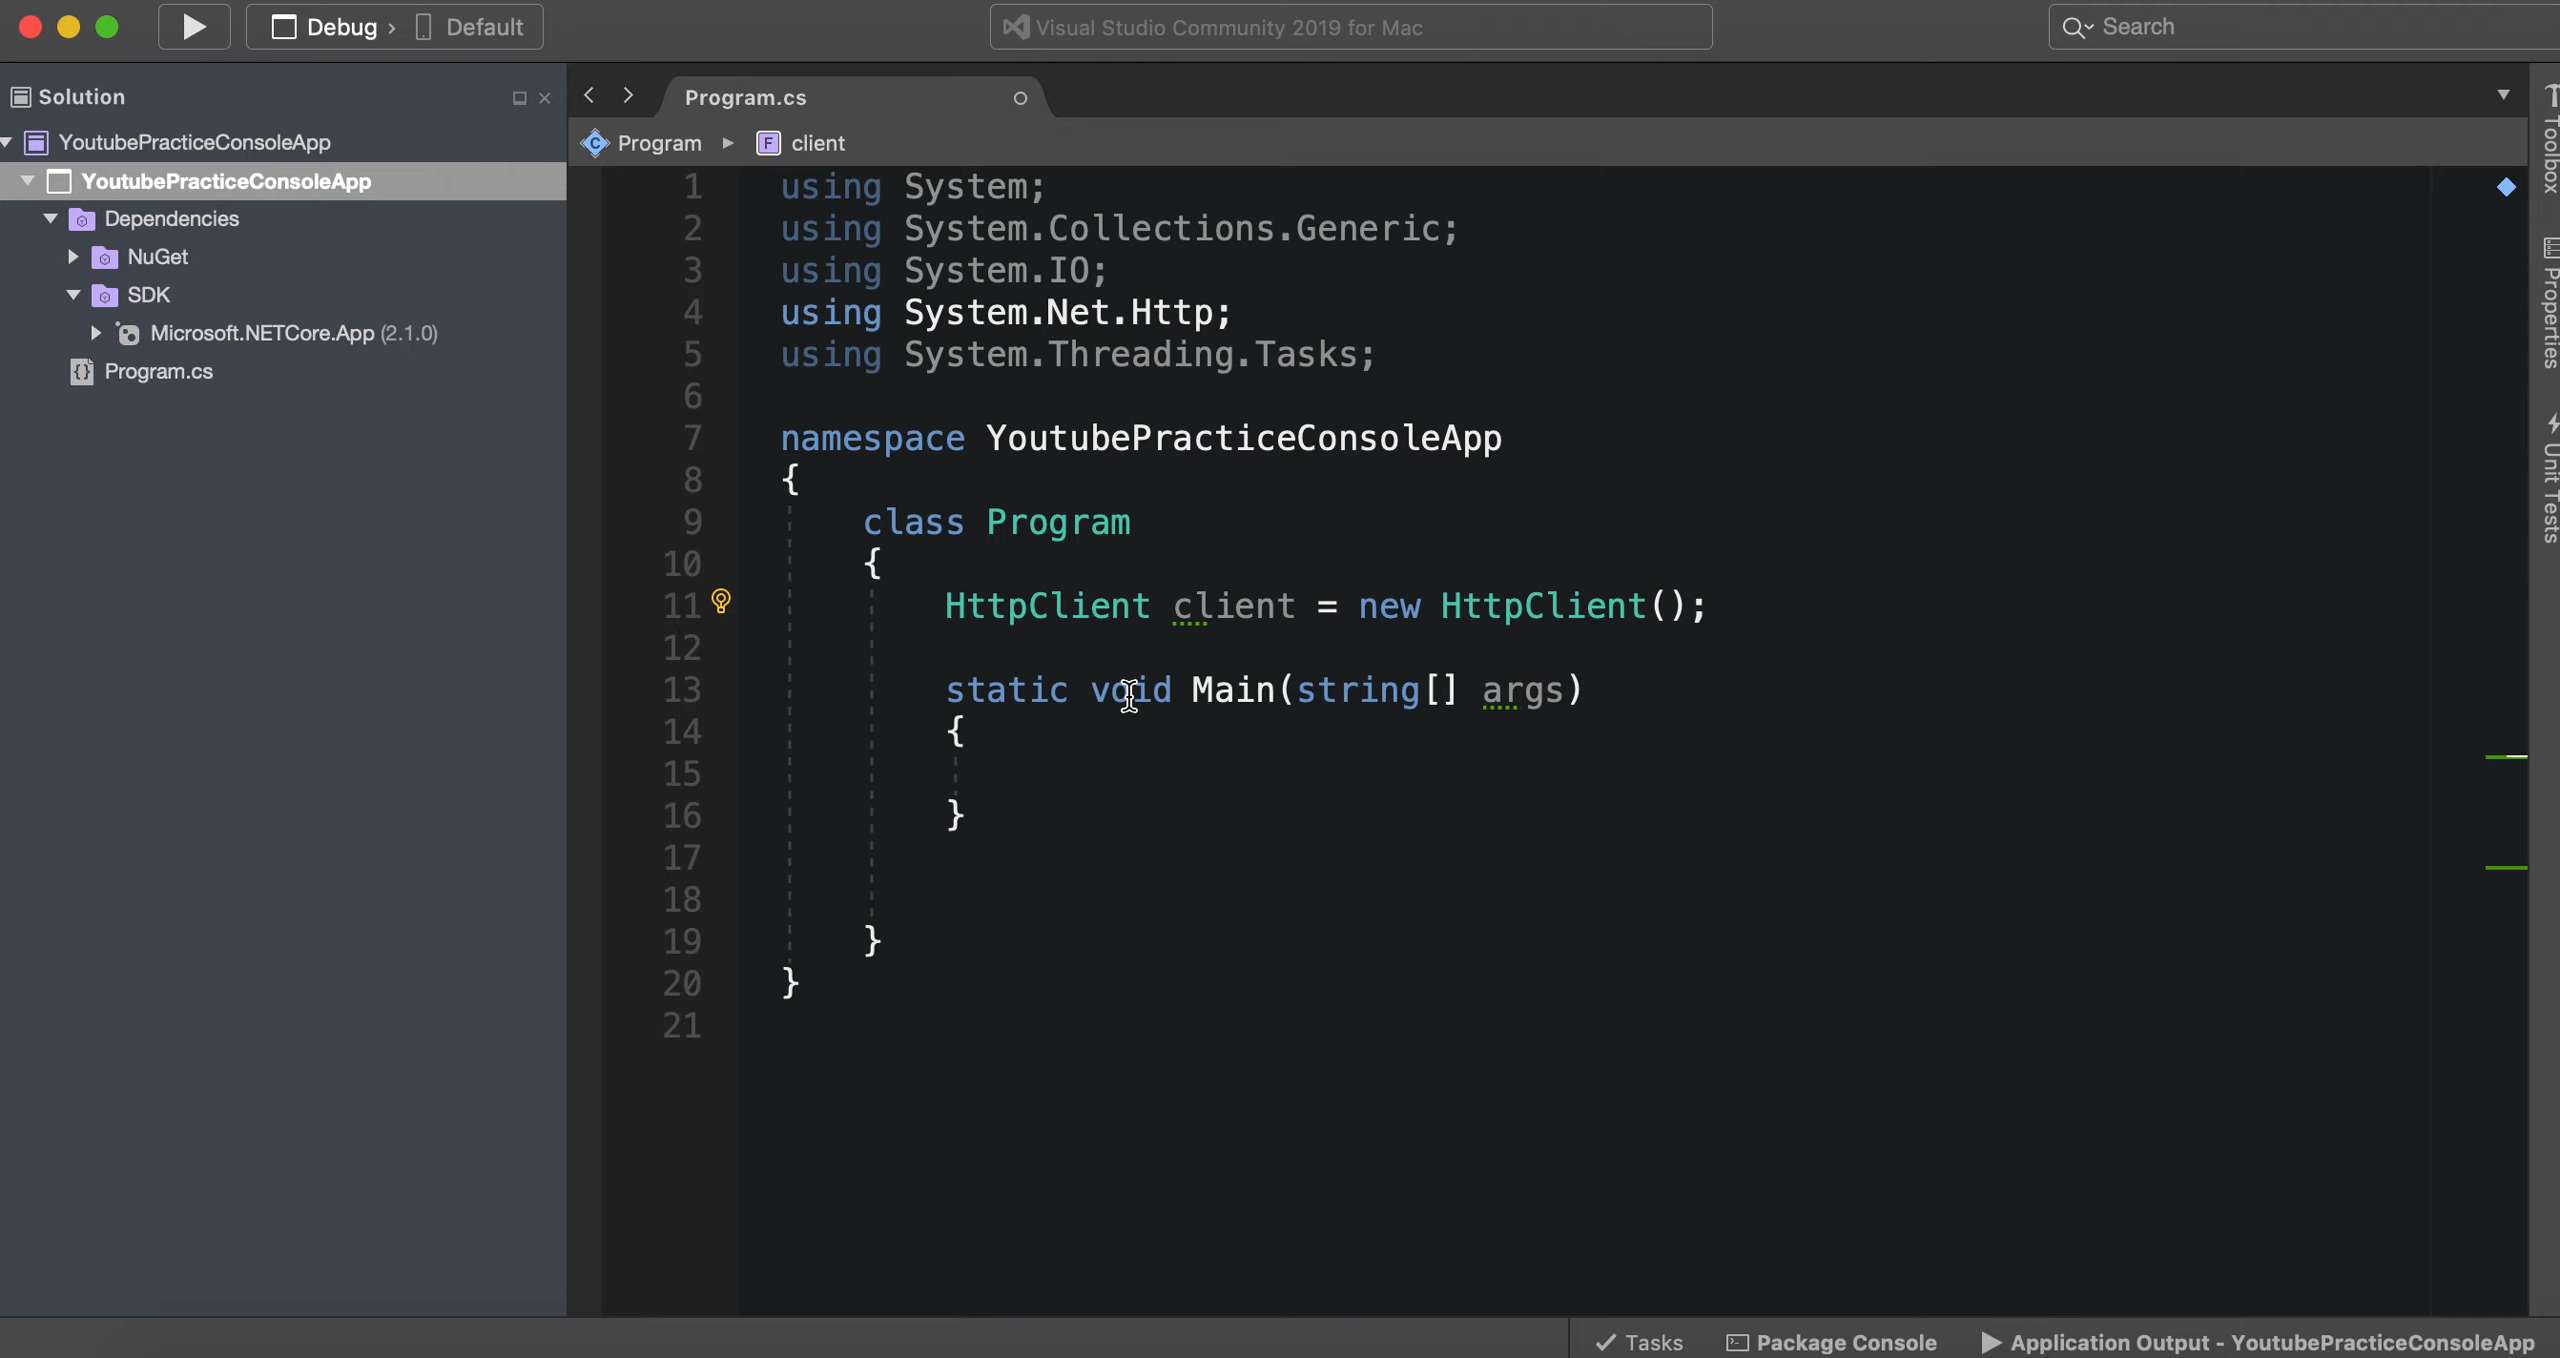 Debug › Default
Visual Studio Community 2019 for Mac
Search
Solution
YoutubePracticeConsoleApp
YoutubePracticeConsoleApp
Dependencies
NuGet
SDK
Microsoft.NETCore.App (2.1.0)
Program.cs
Program.cs
Program ▸ F client
1 using System;
2 using System.Collections.Generic;
3 using System.IO;
4 using System.Net.Http;
5 using System.Threading.Tasks;
6
7 namespace YoutubePracticeConsoleApp
8 {
9 class Program
10 {
11 HttpClient client = new HttpClient();
12
13 static void Main(string[] args)
14 {
15
16 }
17
18
19 }
20 }
21
Toolbox
Properties
Unit Tests
Tasks
Package Console
Application Output - YoutubePracticeConsoleApp